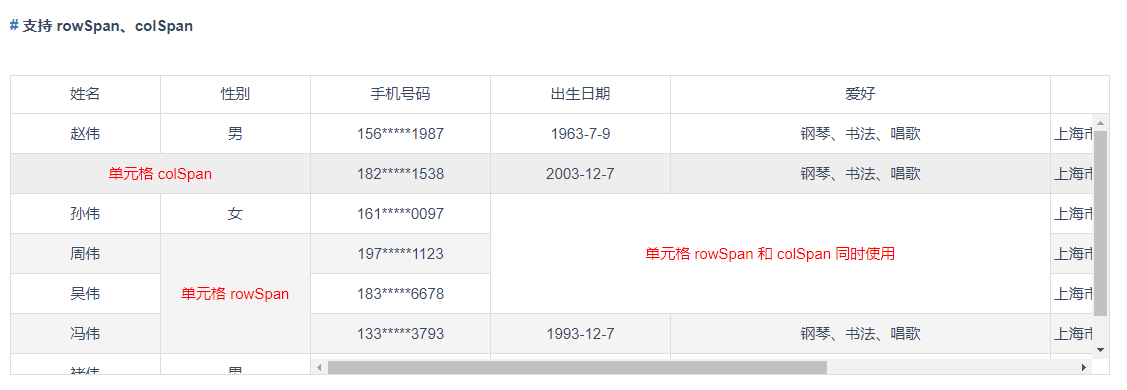 # 支持 rowSpan、colSpan
姓名 性别 手机号码 出生日期 爱好
赵伟 男 156*****1987 1963-7-9 钢琴、书法、唱歌 上海市
单元格 colSpan 182*****1538 2003-12-7 钢琴、书法、唱歌 上海市
孙伟 女 161*****0097 上海市
周伟 197*****1123 单元格 rowSpan 和 colSpan 同时使用 上海市
单元格 rowSpan
吴伟 183*****6678 上海市
冯伟 133*****3793 1993-12-7 钢琴、书法、唱歌 上海市
褚伟 男